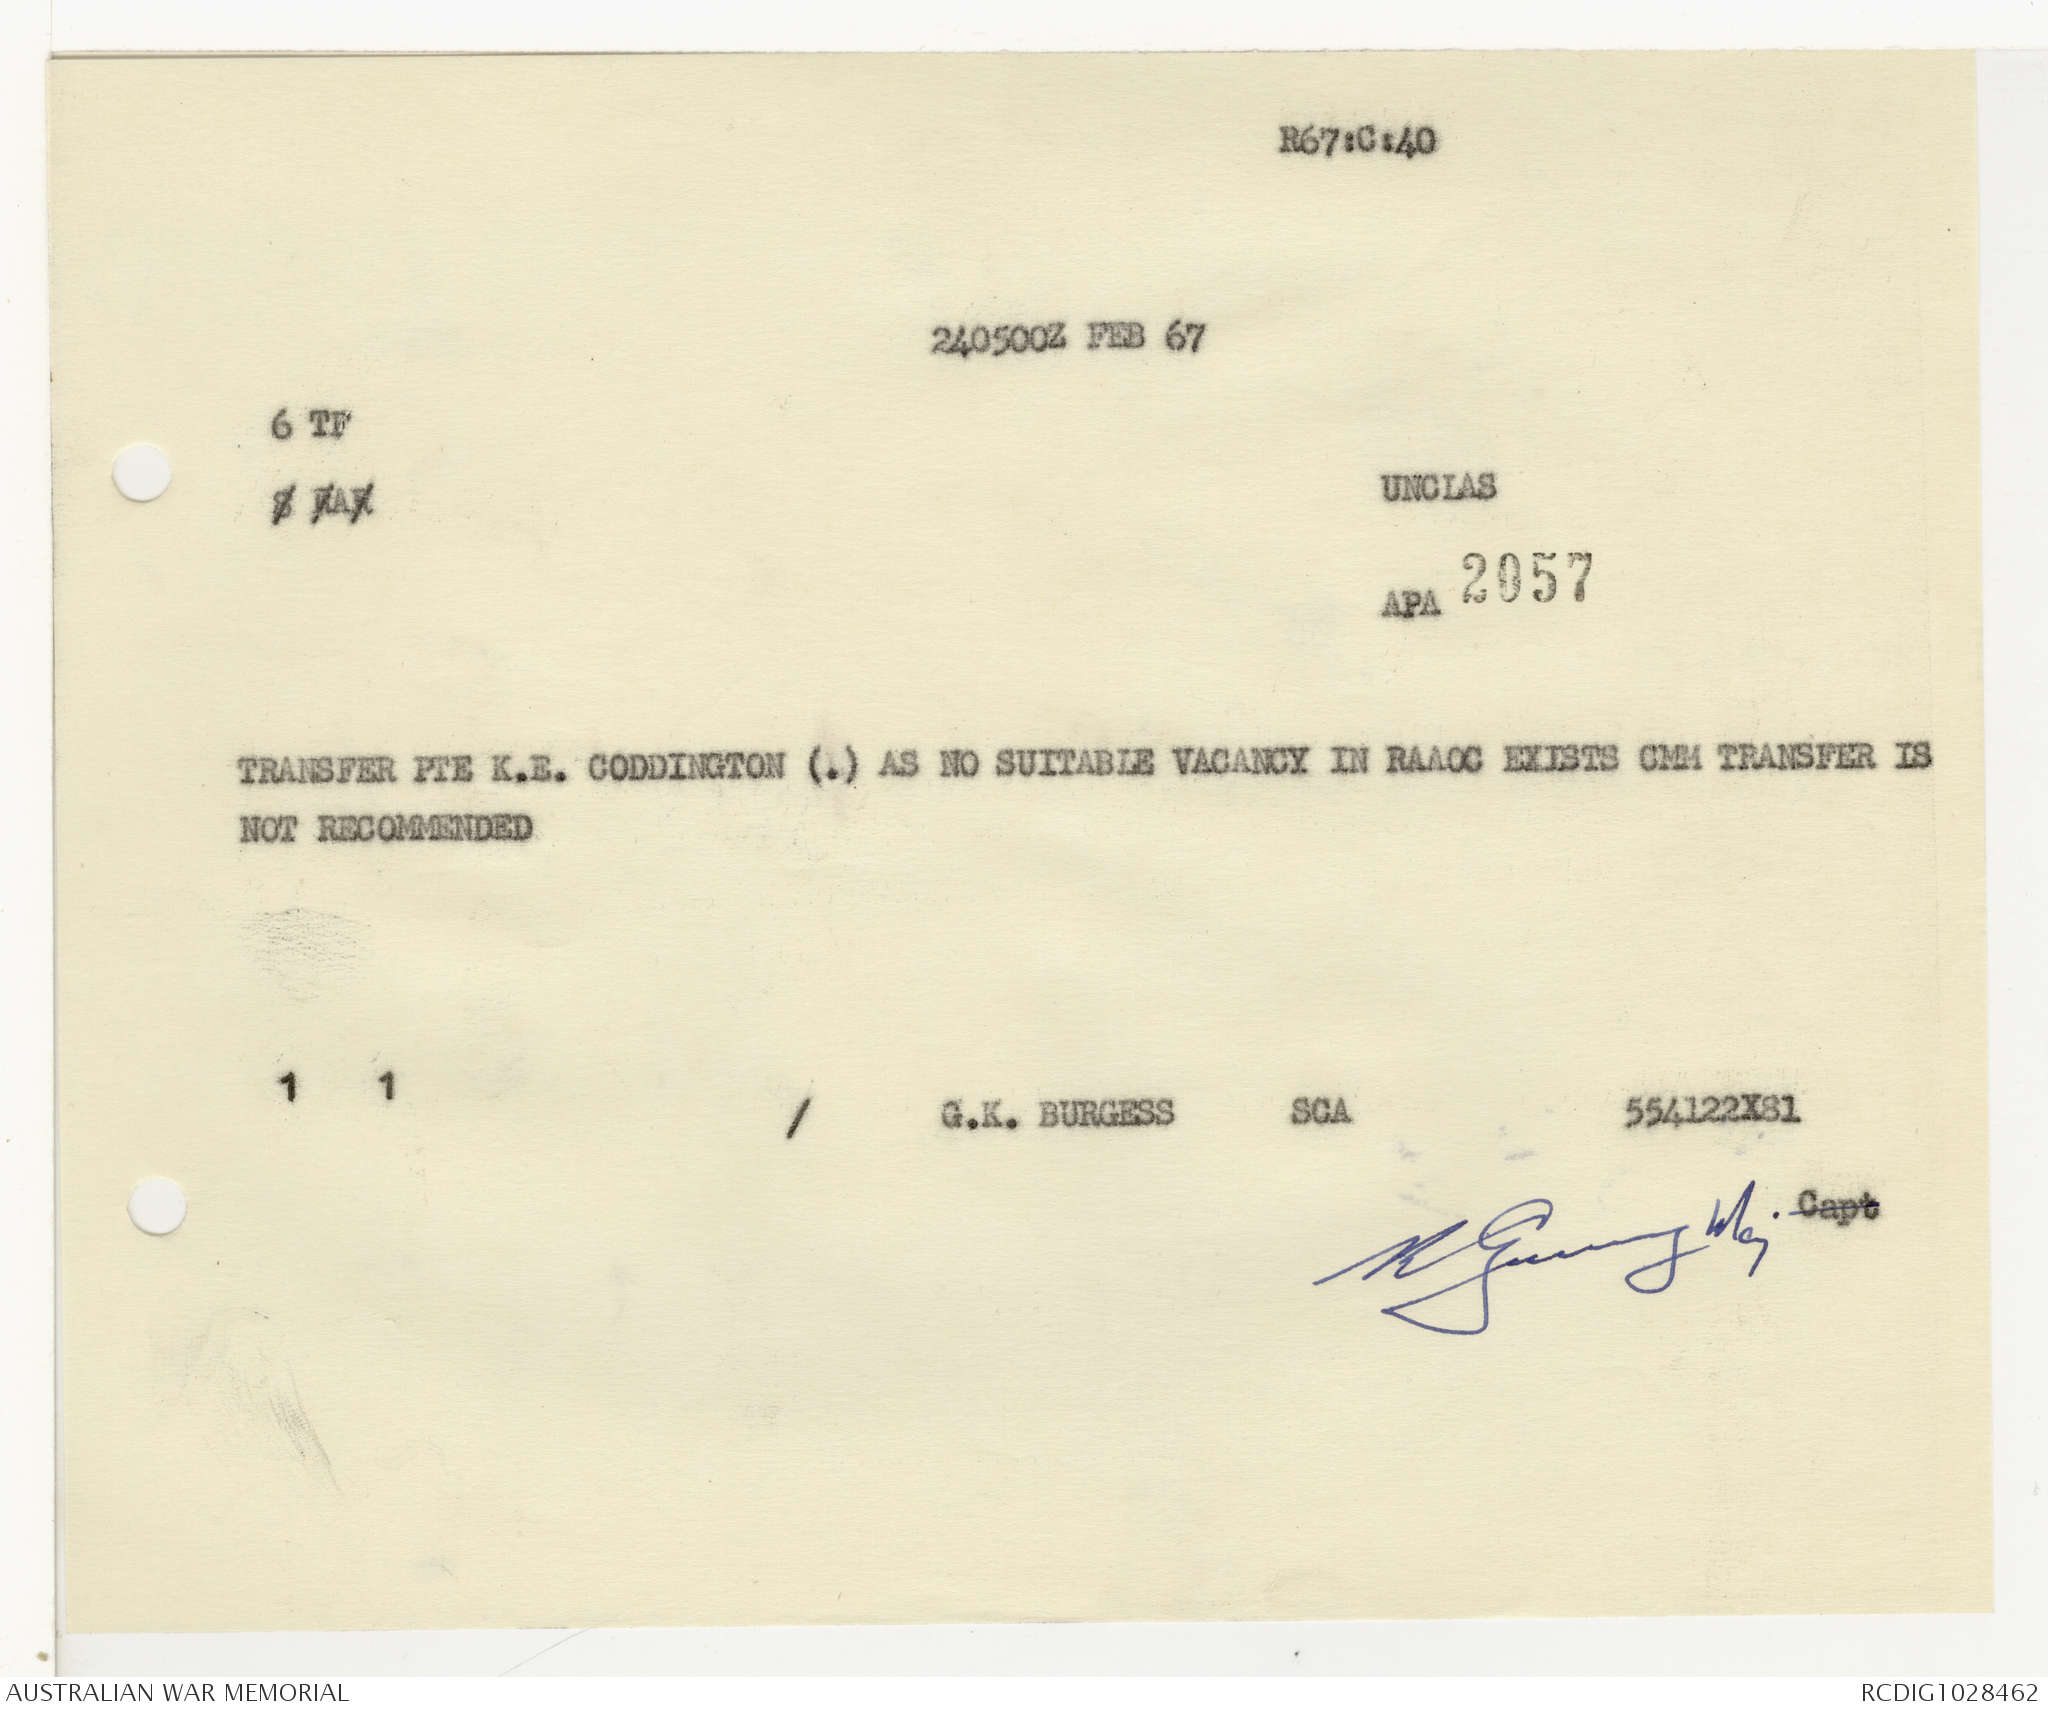 R67:C:40
240500Z FEB 67
6 TF
UNCLAS
APA 2057
TRANSFER PTE K.E. CODDINGTON (.) AS NO SUITABLE VACANCY IN RAAOC EXISTS CMM TRANSFER IS
NOT RECOMMENDED
1 1 / G.K. BURGESS SCA 554122XS1
Maj. Capt
AUSTRALIAN WAR MEMORIAL
RCDIG1028462